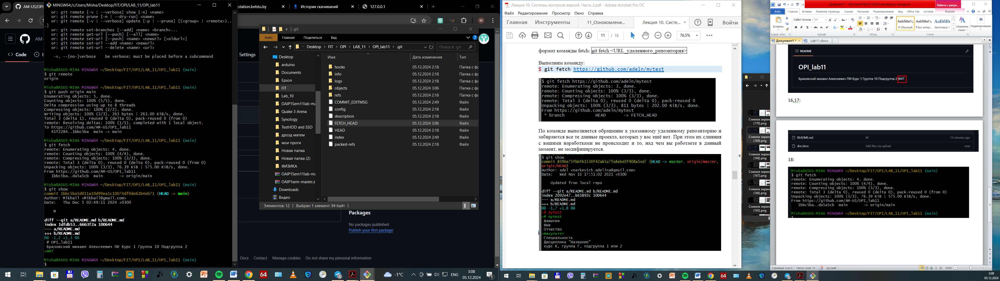 AM-US/OPI_
MINGW64:/c/Users/Misha/Desktop/FIT/OPI/LAB_11/OPI_lab11
kstation.belstu.by
История скачиваний
127.0.0.1
M
AM-
<> Code
Settings
or: git remote [-v | --verbose] show [-n] <name>
or: git remote prune [-n | --dry-run] <name>
or: git remote [-v | --verbose] update [-p | --prune] [(<group> | <remote>)..
.]
or: git remote set-branches [--add] <name> <branch>...
or: git remote get-url [--push] [--all] <name>
or: git remote set-url [--push] <name> <newurl> [<oldurl>]
or: git remote set-url --add <name> <newurl>
or: git remote set-url --delete <name> <url>
-v, --[no-]verbose    be verbose; must be placed before a subcommand
Misha@ASUS-MIHA MINGW64 ~/Desktop/FIT/OPI/LAB_11/OPI_lab11 (main)
$ git remote
origin
Misha@ASUS-MIHA MINGW64 ~/Desktop/FIT/OPI/LAB_11/OPI_lab11 (main)
$ git push origin main
Enumerating objects: 5, done.
Counting objects: 100% (5/5), done.
Delta compression using up to 8 threads
Compressing objects: 100% (2/2), done.
Writing objects: 100% (3/3), 263 bytes | 263.00 KiB/s, done.
Total 3 (delta 1), reused 0 (delta 0), pack-reused 0 (from 0)
remote: Resolving deltas: 100% (1/1), completed with 1 local object.
To https://github.com/AM-US/OPI_lab11
41f2284..1bbc5ba  main -> main
Misha@ASUS-MIHA MINGW64 ~/Desktop/FIT/OPI/LAB_11/OPI_lab11 (main)
$ git fetch
remote: Enumerating objects: 4, done.
remote: Counting objects: 100% (4/4), done.
remote: Compressing objects: 100% (3/3), done.
remote: Total 3 (delta 0), reused 0 (delta 0), pack-reused 0 (from 0)
Unpacking objects: 100% (3/3), 76.39 KiB | 575.00 KiB/s, done.
From https://github.com/AM-US/OPI_lab11
1bbc5ba..da5a5cb  main       -> origin/main
Misha@ASUS-MIHA MINGW64 ~/Desktop/FIT/OPI/LAB_11/OPI_lab11 (main)
$ git show
commit 1bbc5ba5d011a10d99ea1c10074df0de62b4eb71 (HEAD -> main)
Author: Mikhail <Mikhail@gmail.com>
Date:   Thu Dec 5 02:49:11 2024 +0300
M
diff --git a/README.md b/README.md
index 1dfdb53..6663f2a 100644
--- a/README.md
+++ b/README.md
@@ -1,2 +1,3 @@
# OPI_lab11
Бразовский михаил Алексеевич ПИ Курс 1 Группа 10 Подгруппа 2
+ФИТ
Misha@ASUS-MIHA MINGW64 ~/Desktop/FIT/OPI/LAB_11/OPI_lab11 (main)
$
.git
Файл Главная Поделиться Вид
Desktop > FIT > OPI > LAB_11 > OPI_lab11 > .git
Поиск в: .git
Desktop
arduino
Documents
Epson
FIT
Lab_10
OAIP1Sem11lab-ma
Quake 3 Arena
Synology
TestHDD and SSD
дрозд матем
мои проги
Новая папка
Новая папка (2)
ФИЗИКА
OAIP1Sem11lab-ma
OAIP1sem-master.z
Downloads
Видео
Имя Дата изменения Тип
hooks 05.12.2024 2:18 Папка с фа
info 05.12.2024 2:18 Папка с фа
logs 05.12.2024 2:18 Папка с фа
objects 05.12.2024 3:06 Папка с фа
refs 05.12.2024 2:18 Папка с фа
COMMIT_EDITMSG 05.12.2024 2:49 Файл
config 05.12.2024 2:18 Файл
description 05.12.2024 2:18 Файл
FETCH_HEAD 05.12.2024 3:06 Файл
HEAD 05.12.2024 2:18 Файл
index 05.12.2024 2:49 Файл
packed-refs 05.12.2024 2:18 Файл
Элементов: 12 | Выбран 1 элемент: 94 байт |
Packages
No packages published
Publish your first package
Docs Contact Manage cookies Do not share my personal information
64
8
-1°C
ENG
3:08
05.12.2024
1
Лекция 10. Системы контроля версий. Часть 2.pdf - Adobe Acrobat Pro DC
Файл Редактирование Просмотр Окно Справка
Главная Инструменты 11_Ознокомлени... Лекция 10. Систе... Войти
11 / 18 76,5%
формат команды fetch: git fetch <URL_удаленного_репозитория>
Выполним команду:
$ git fetch https://github.com/adeln/mytest
$ git fetch https://github.com/adeln/mytest
remote: Enumerating objects: 3, done.
remote: Counting objects: 100% (3/3), done.
remote: Compressing objects: 100% (3/3), done.
remote: Total 3 (delta 0), reused 0 (delta 0), pack-reused 0
Unpacking objects: 100% (3/3), 811 bytes | 202.00 KiB/s, done.
From https://github.com/adeln/mytest
* branch            HEAD       -> FETCH_HEAD
По команде выполняется обращение к указанному удаленному репозиторию и
забираются все те данные проекта, которых у вас ещё нет. При этом их слияния
с вашими наработками не происходит и то, над чем вы работаете в данный
момент, не модифицируется.
$ git show
commit 8396e75fbbfb1530f42ab5a7fa8ebd3f908a5ed7 (HEAD -> master, origin/master,
origin/HEAD)
Author: adel <narkevich.adelina@gmail.com>
Date:   Wed Nov 10 17:51:02 2021 +0300
Updated from local repo
diff --git a/README.md b/README.md
index 2092e47..b61892c 100644
--- a/README.md
+++ b/README.md
@@ -1,7 +1,8 @@
-# mytest
+# mytest
Фамилия
Имя
Отчество
+Факультет
Специальность
Дисциплина "Название"
курс К, группа Г, подгруппа 1 или 2
Снимок экрана (170).png
Снимок экрана (169).png
Снимок экрана (168).png
Снимок экрана (167).png
Снимок экрана (166).png
Снимок экрана (165).png
Документ1 - Microsoft Word (Сбой активации продукта)
Работа с рисун...
Файл Главная Вставка Разметка страницы Ссылки Рассылки Рецензирование Вид Office Tab Acrobat Формат
Вставить
Calibri (Основ 11
Буфер обм... Шрифт Абзац Стили
АаБбВвГг, АаБбВвГг, АаБбВı
¶ Обычный ¶ Без интер... Заголовок 1
Изменить стили
Редактирование
Документ1 * Lab11.docx
README
OPI_lab11
Бразовский михаил Алексеевич ПИ Курс 1 Группа 10 Подгруппа 2 ФИТ
16,17:
README.md M 15 minutes ago
doc.docx Add files via upload now
18:
Misha@ASUS-MIHA MINGW64 ~/Desktop/FIT/OPI/LAB_11/OPI_lab11 (main)
$ git fetch
remote: Enumerating objects: 4, done.
remote: Counting objects: 100% (4/4), done.
remote: Compressing objects: 100% (3/3), done.
remote: Total 3 (delta 0), reused 0 (delta 0), pack-reused 0 (from 0)
Unpacking objects: 100% (3/3), 76.39 KiB | 575.00 KiB/s, done.
From https://github.com/AM-US/OPI_lab11
1bbc5ba..da5a5cb  main       -> origin/main
Misha@ASUS-MIHA MINGW64 ~/Desktop/FIT/OPI/LAB_11/OPI_lab11 (main)
Страница: 4 из 4 Число слов: 13 русский 100%
64
8
3:08
05.12.2024